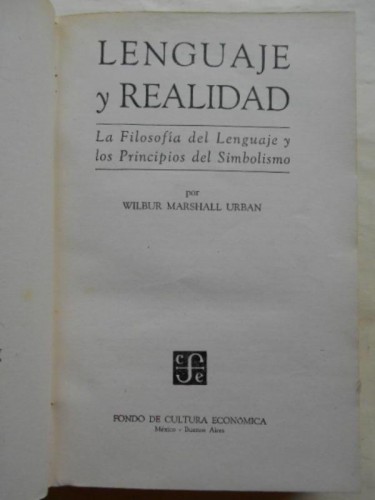 LENGUAJE
y REALIDAD
La Filosofía del Lenguaje y
los Principios del Simbolismo
por
WILBUR MARSHALL URBAN
cfe
FONDO DE CULTURA ECONÓMICA
México - Buenos Aires